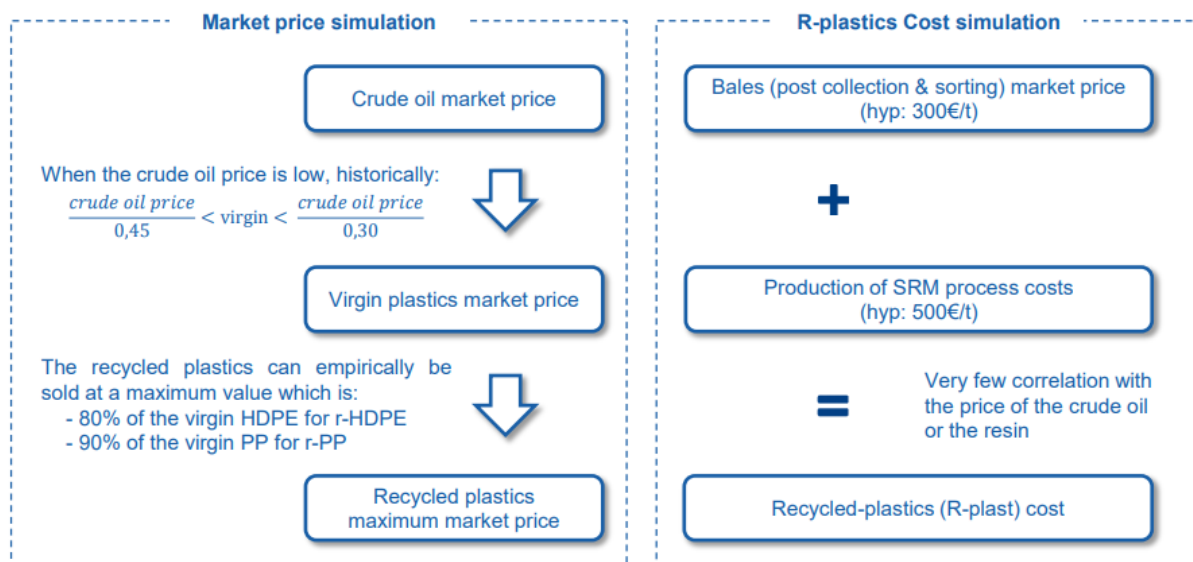 Market price simulation
Crude oil market price
When the crude oil price is low, historically:
crude oil price / 0,45 < virgin < crude oil price / 0,30
Virgin plastics market price
The recycled plastics can empirically be
sold at a maximum value which is:
- 80% of the virgin HDPE for r-HDPE
- 90% of the virgin PP for r-PP
Recycled plastics
maximum market price
R-plastics Cost simulation
Bales (post collection & sorting) market price
(hyp: 300€/t)
+
Production of SRM process costs
(hyp: 500€/t)
=
Very few correlation with
the price of the crude oil
or the resin
Recycled-plastics (R-plast) cost